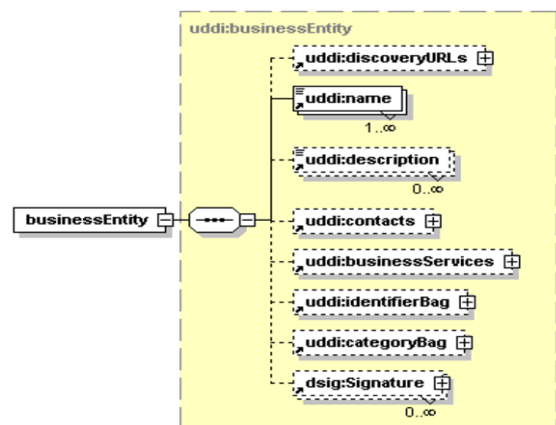 uddi:businessEntity
uddi:discoveryURLs
uddi:name
1..∞
uddi:description
0..∞
businessEntity
uddi:contacts
uddi:businessServices
uddi:identifierBag
uddi:categoryBag
dsig:Signature
0..∞